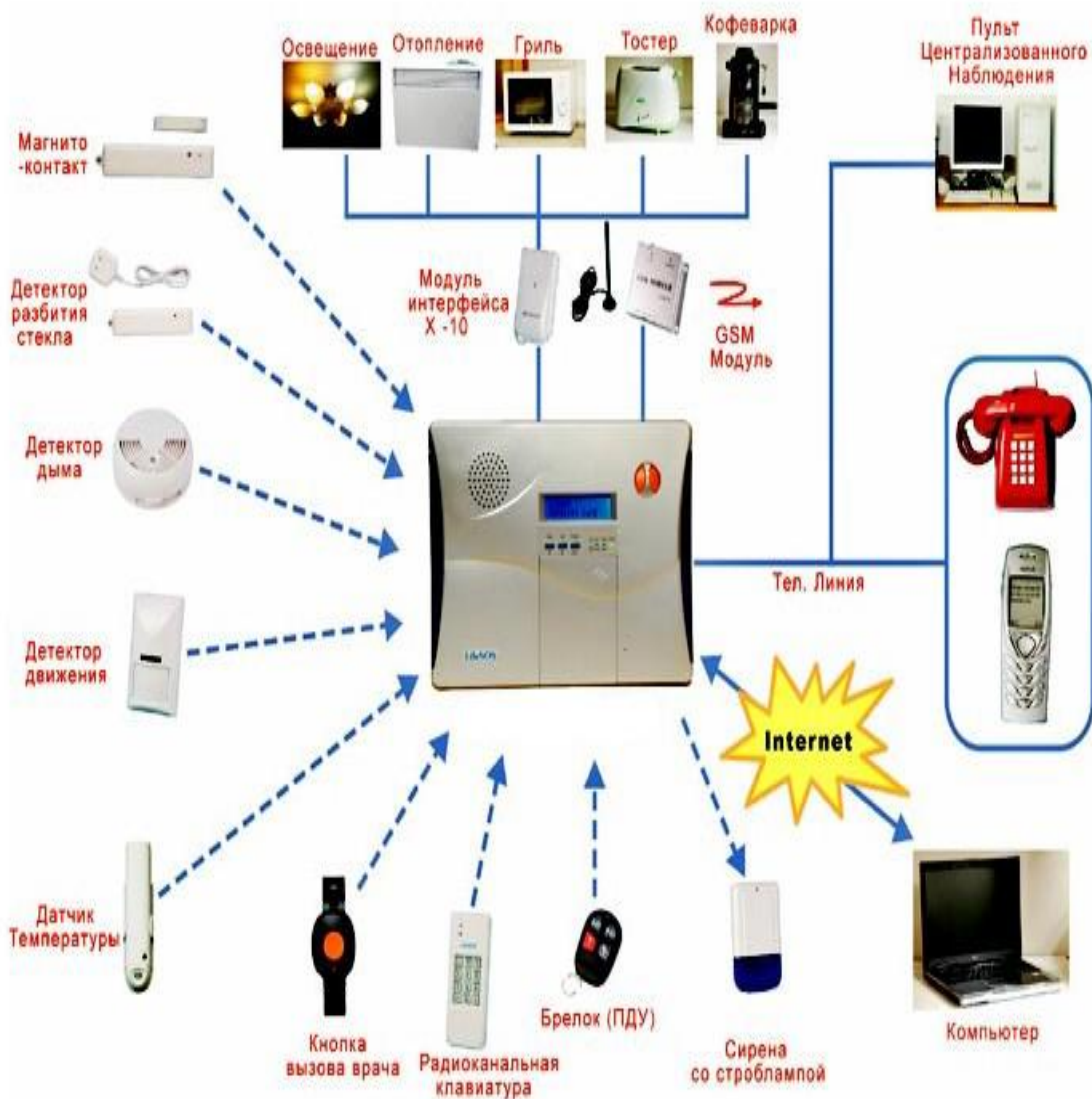 Освещение
Отопление
Гриль
Тостер
Кофеварка
Пульт
Централизованного
Наблюдения
Магнито
-контакт
Модуль
интерфейса
X -10
GSM
Модуль
Детектор
разбития
стекла
Детектор
дыма
Тел. Линия
Детектор
движения
Internet
Датчик
Температуры
Кнопка
вызова врача
Радиоканальная
клавиатура
Брелок (ПДУ)
Сирена
со строблампой
Компьютер